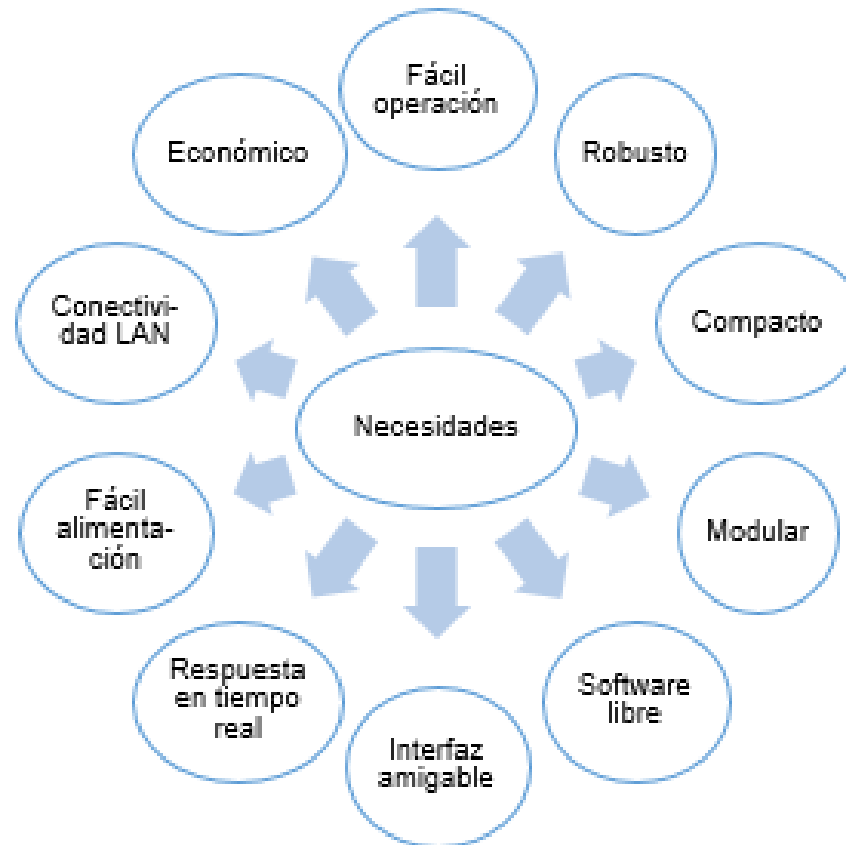 Fácil
operación
Robusto
Compacto
Modular
Software
libre
Interfaz
amigable
Respuesta
en tiempo
real
Fácil
alimenta-
ción
Conectivi-
dad LAN
Económico
Necesidades